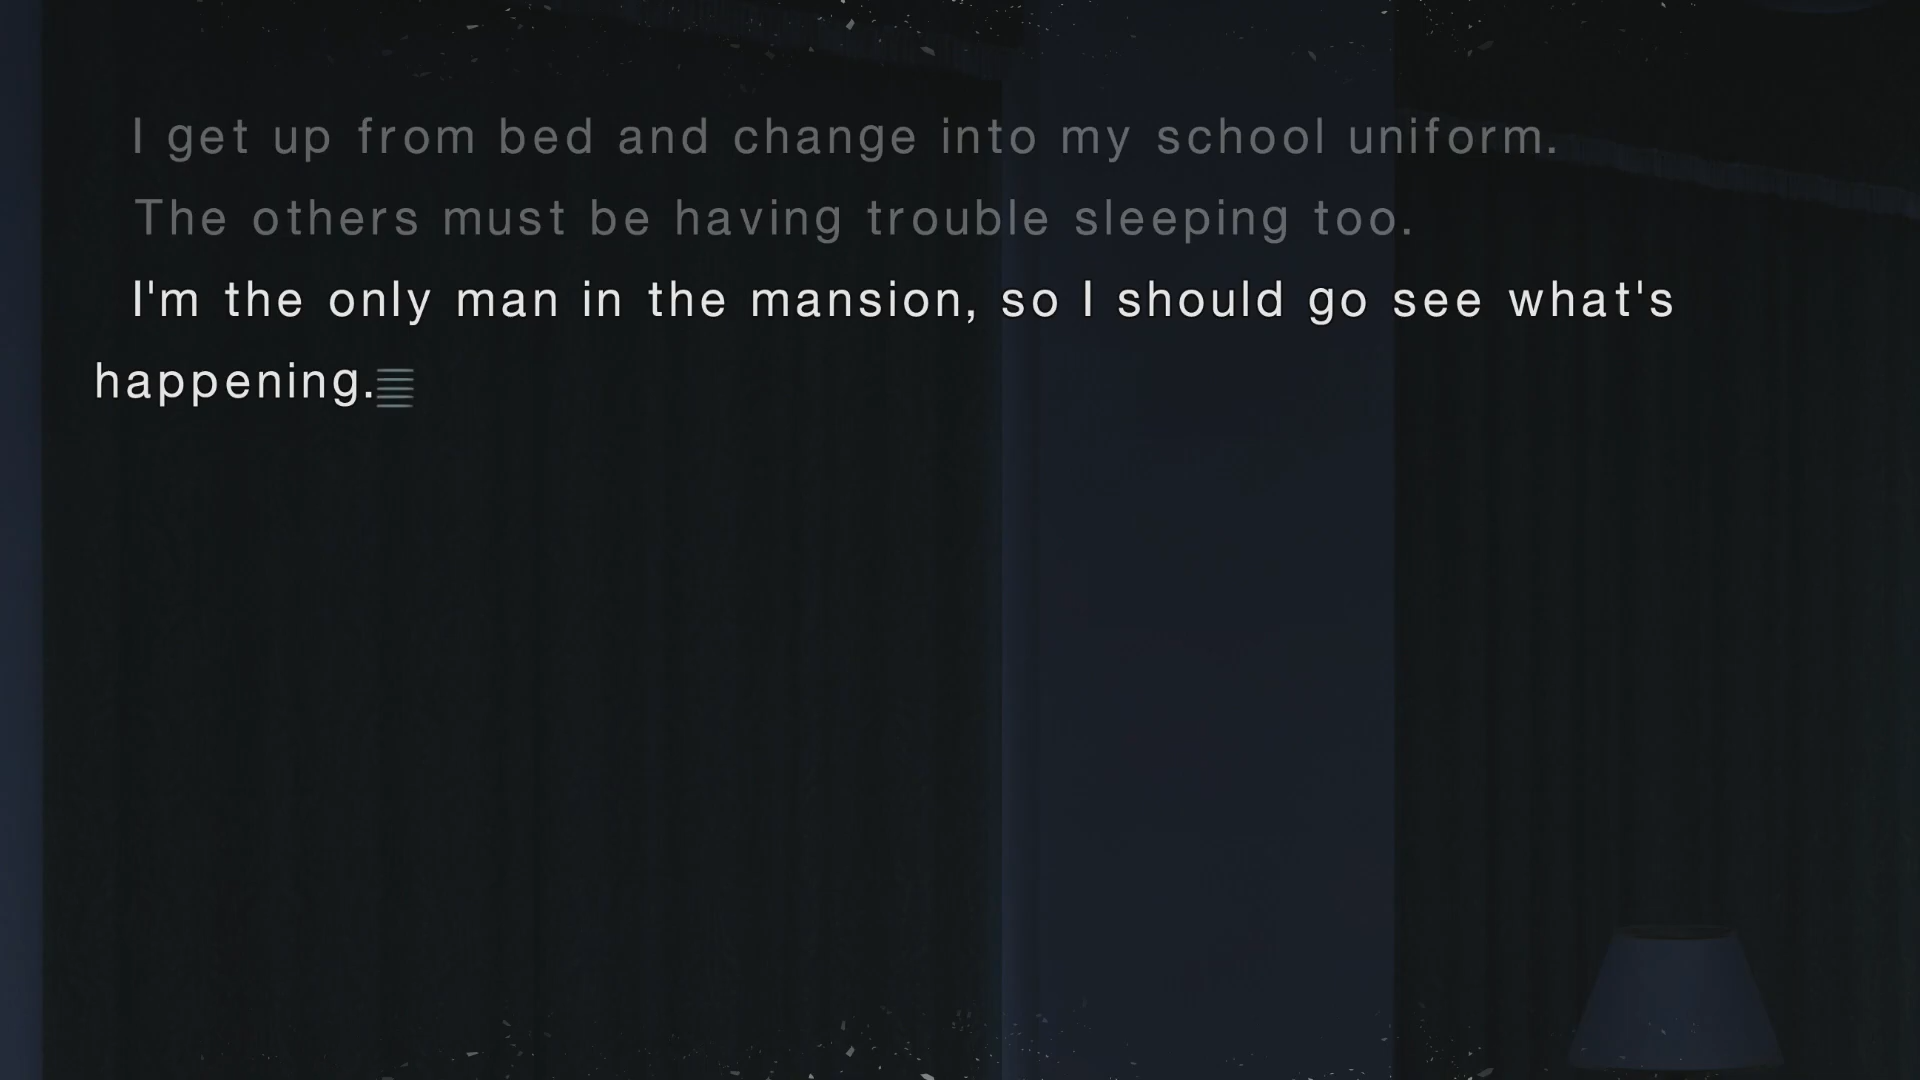 I get up from bed and change into my school uniform.
The others must be having trouble sleeping too.
I'm the only man in the mansion, so I should go see what's
happening.